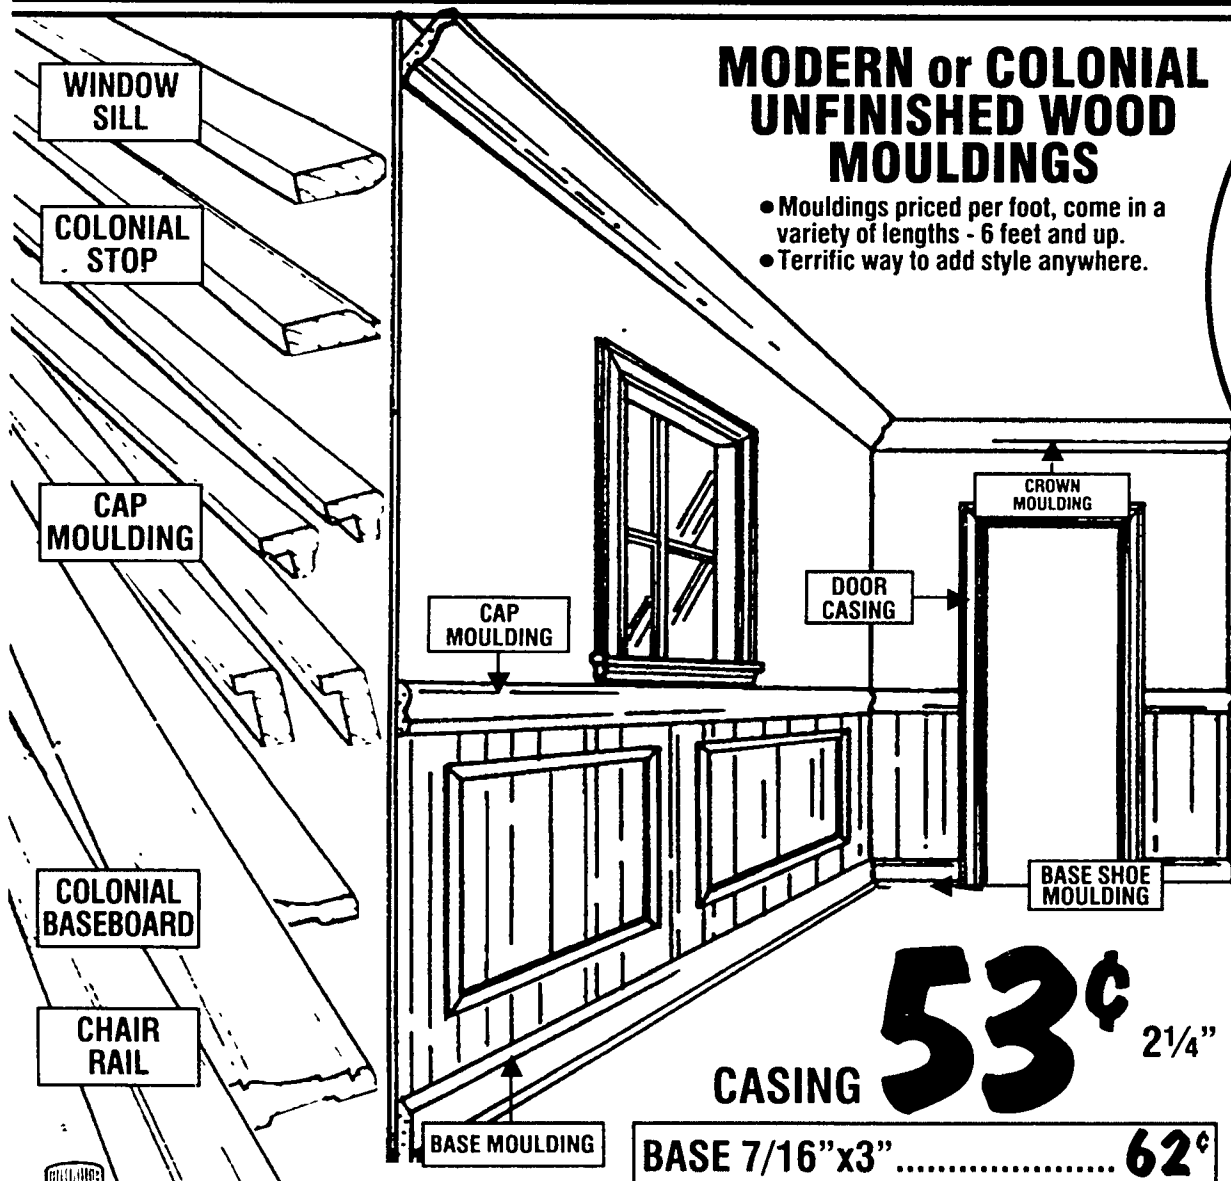 MODERN or COLONIAL
UNFINISHED WOOD
MOULDINGS
● Mouldings priced per foot, come in a
variety of lengths - 6 feet and up.
● Terrific way to add style anywhere.
WINDOW
SILL
COLONIAL
STOP
CAP
MOULDING
COLONIAL
BASEBOARD
CHAIR
RAIL
CROWN
MOULDING
DOOR
CASING
CAP
MOULDING
BASE SHOE
MOULDING
BASE MOULDING
CASING 53¢ 2¼”
BASE 7/16”x3”..................... 62¢